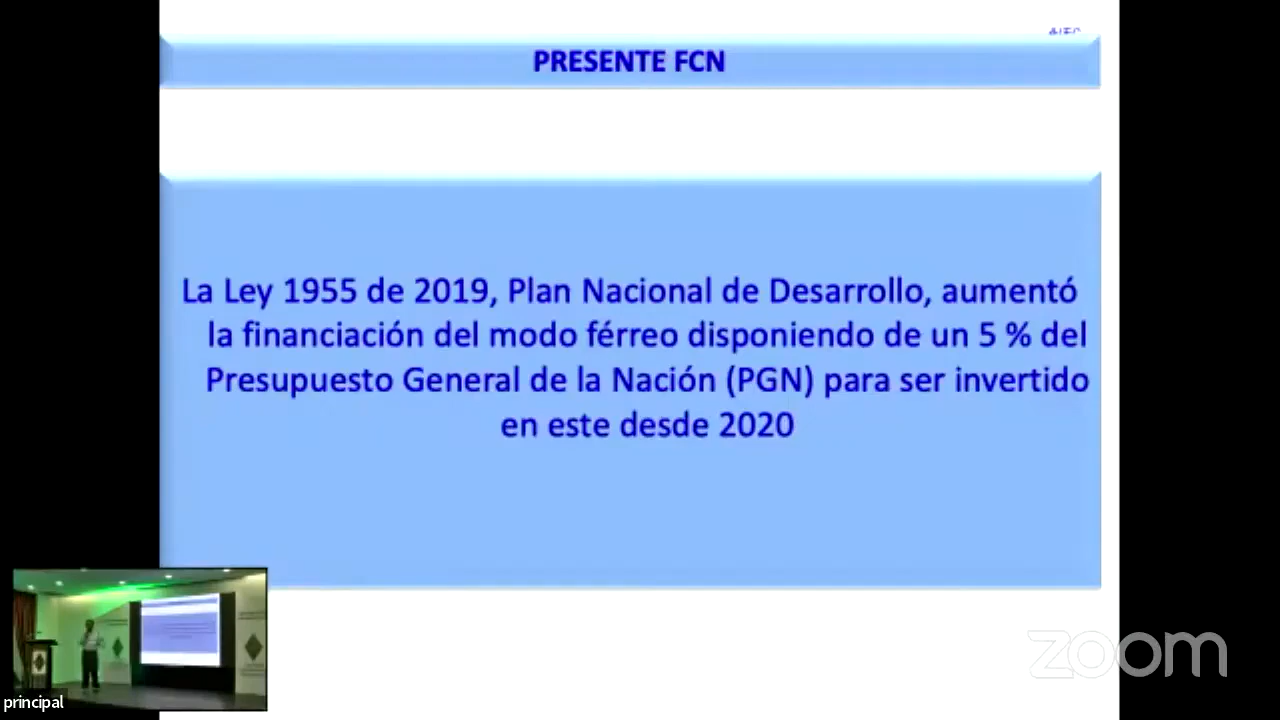 PRESENTE FCN
La Ley 1955 de 2019, Plan Nacional de Desarrollo, aumentó
la financiación del modo férreo disponiendo de un 5 % del
Presupuesto General de la Nación (PGN) para ser invertido
en este desde 2020
zoom
principal